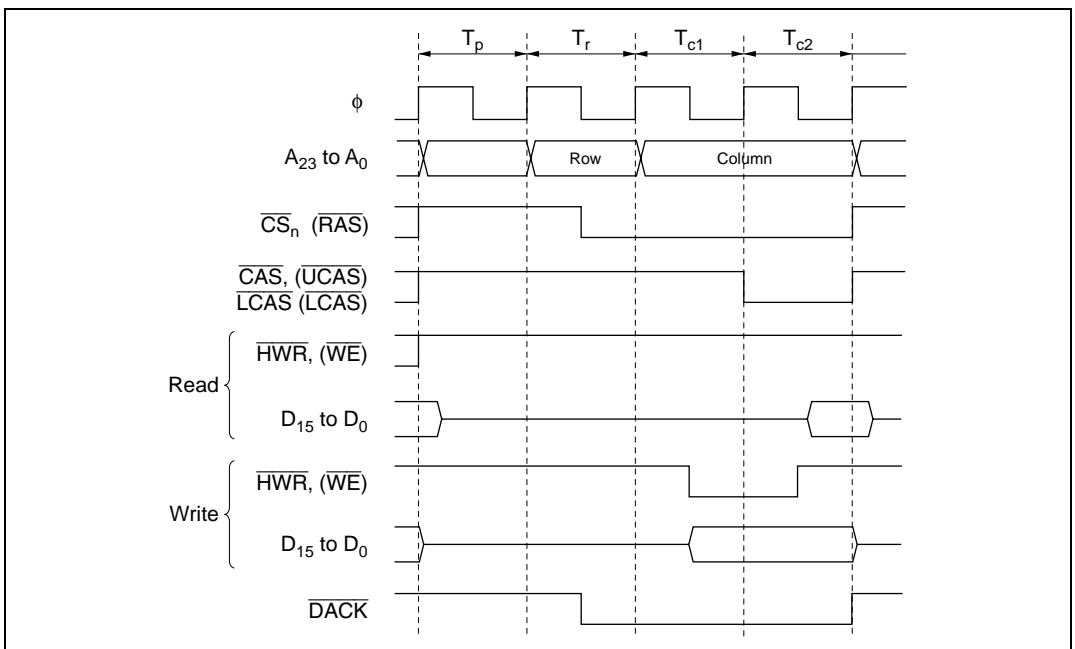 Tp Tr Tc1 Tc2
ϕ
A23 to A0
Row Column
CSn (RAS)
CAS, (UCAS)
LCAS (LCAS)
Read
HWR, (WE)
D15 to D0
Write
HWR, (WE)
D15 to D0
DACK